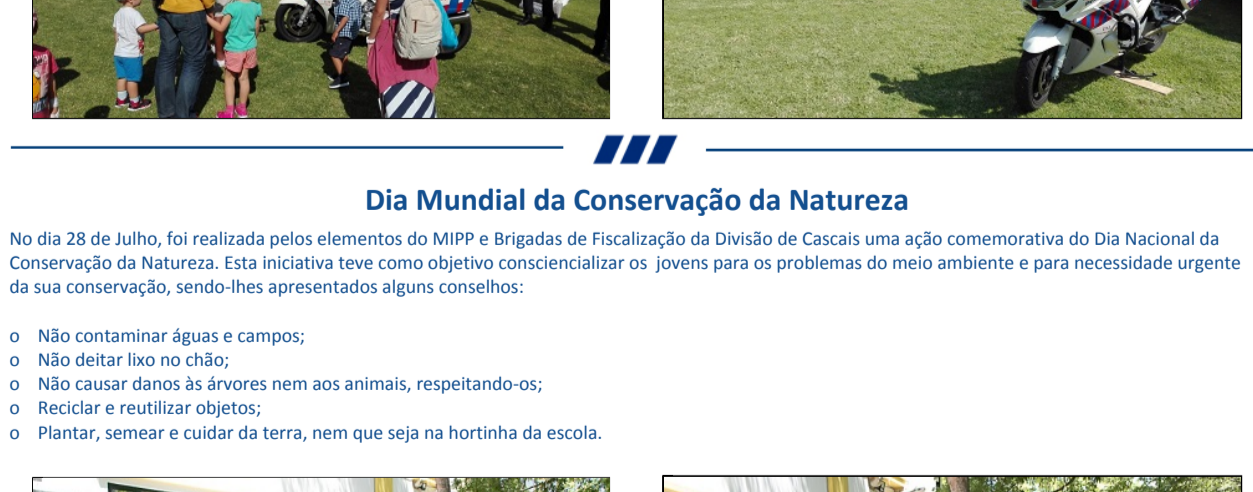 Dia Mundial da Conservação da Natureza
No dia 28 de Julho, foi realizada pelos elementos do MIPP e Brigadas de Fiscalização da Divisão de Cascais uma ação comemorativa do Dia Nacional da
Conservação da Natureza. Esta iniciativa teve como objetivo consciencializar os  jovens para os problemas do meio ambiente e para necessidade urgente
da sua conservação, sendo-lhes apresentados alguns conselhos:
o Não contaminar águas e campos;
o Não deitar lixo no chão;
o Não causar danos às árvores nem aos animais, respeitando-os;
o Reciclar e reutilizar objetos;
o Plantar, semear e cuidar da terra, nem que seja na hortinha da escola.